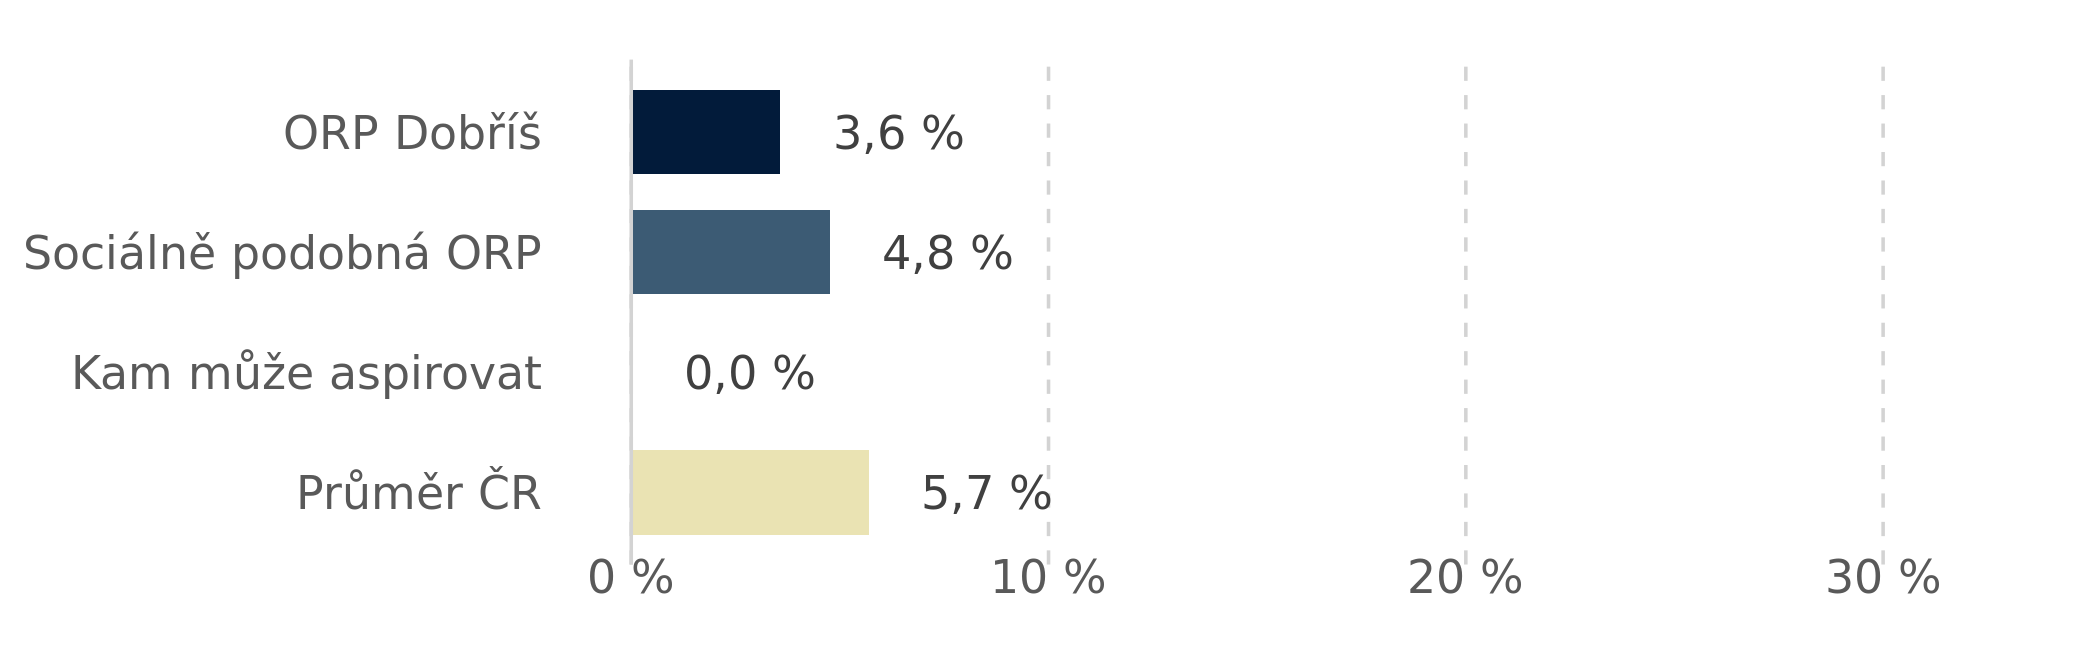 ORP Dobříš 3,6 %
Sociálně podobná ORP 4,8 %
Kam může aspirovat 0,0 %
Průměr ČR 5,7 %
0 % 10 % 20 % 30 %